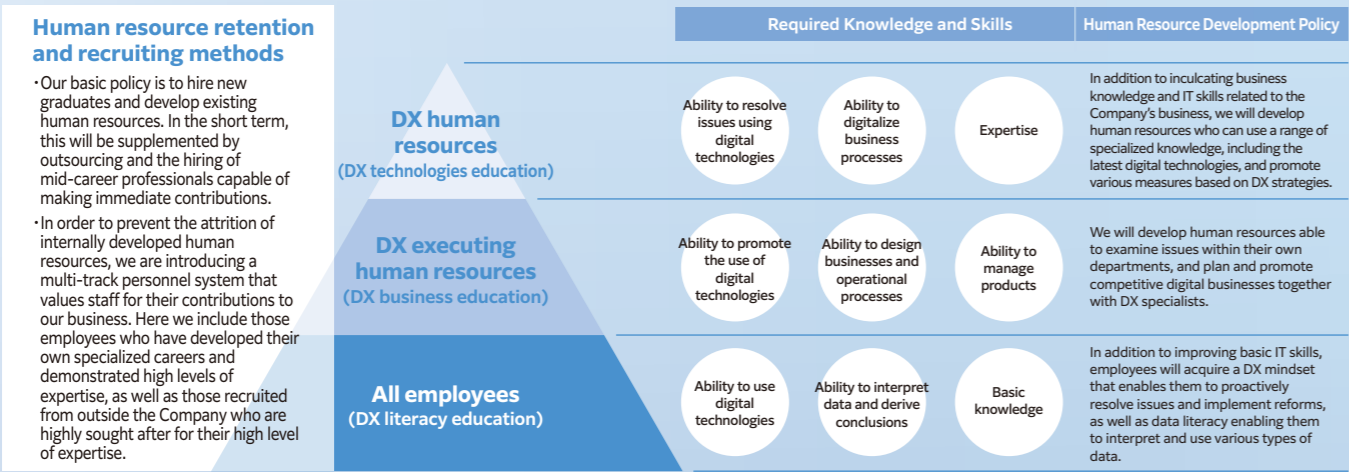 Human resource retention
and recruiting methods
・Our basic policy is to hire new
graduates and develop existing
human resources. In the short term,
this will be supplemented by
outsourcing and the hiring of
mid-career professionals capable of
making immediate contributions.
・In order to prevent the attrition of
internally developed human
resources, we are introducing a
multi-track personnel system that
values staff for their contributions to
our business. Here we include those
employees who have developed their
own specialized careers and
demonstrated high levels of
expertise, as well as those recruited
from outside the Company who are
highly sought after for their high level
of expertise.
Required Knowledge and Skills
Human Resource Development Policy
DX human
resources
(DX technologies education)
Ability to resolve
issues using
digital
technologies
Ability to
digitalize
business
processes
Expertise
In addition to inculcating business
knowledge and IT skills related to the
Company's business, we will develop
human resources who can use a range of
specialized knowledge, including the
latest digital technologies, and promote
various measures based on DX strategies.
DX executing
human resources
(DX business education)
Ability to promote
the use of
digital
technologies
Ability to design
businesses and
operational
processes
Ability to
manage
products
We will develop human resources able
to examine issues within their own
departments, and plan and promote
competitive digital businesses together
with DX specialists.
All employees
(DX literacy education)
Ability to use
digital
technologies
Ability to interpret
data and derive
conclusions
Basic
knowledge
In addition to improving basic IT skills,
employees will acquire a DX mindset
that enables them to proactively
resolve issues and implement reforms,
as well as data literacy enabling them
to interpret and use various types of
data.